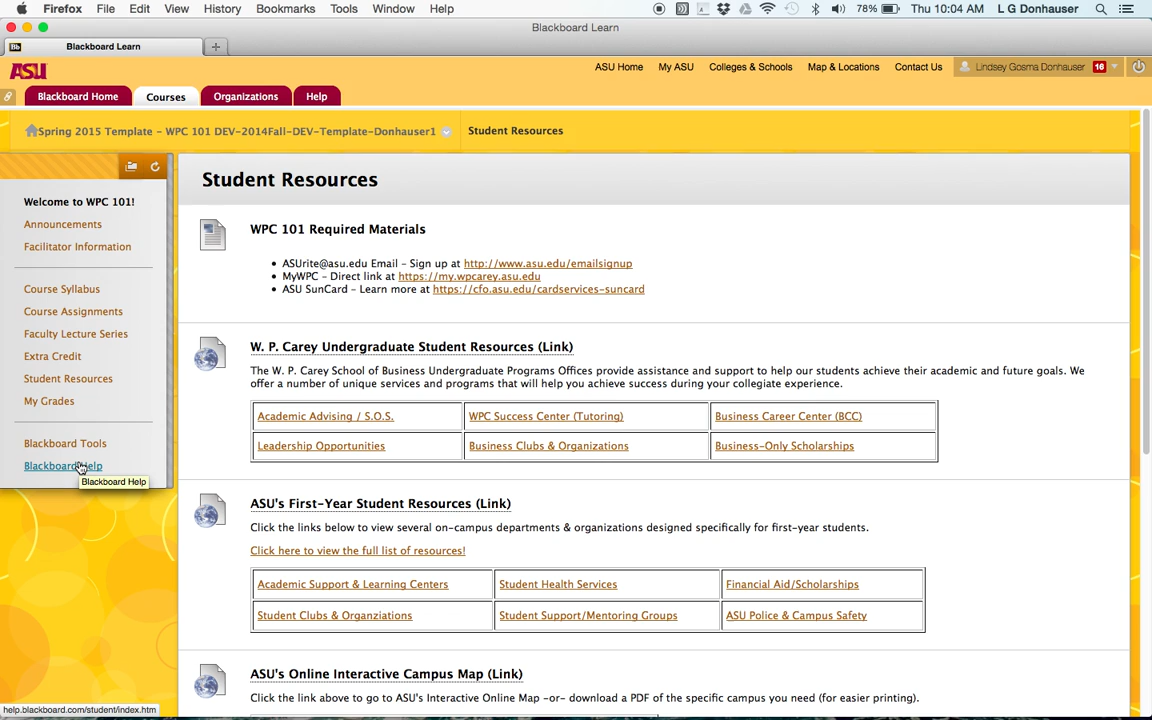 Firefox File Edit View History Bookmarks Tools Window Help 78% Thu 10:04 AM L G Donhauser
Blackboard Learn
Bb Blackboard Learn +
ASU ASU Home My ASU Colleges & Schools Map & Locations Contact Us Lindsey Gosma Donhauser 16
Blackboard Home Courses Organizations Help
Spring 2015 Template - WPC 101 DEV-2014Fall-DEV-Template-Donhauser1 Student Resources
Student Resources
Welcome to WPC 101!
Announcements
Facilitator Information
Course Syllabus
Course Assignments
Faculty Lecture Series
Extra Credit
Student Resources
My Grades
Blackboard Tools
Blackboard Help
Blackboard Help
WPC 101 Required Materials
• ASUrite@asu.edu Email - Sign up at http://www.asu.edu/emailsignup
• MyWPC - Direct link at https://my.wpcarey.asu.edu
• ASU SunCard - Learn more at https://cfo.asu.edu/cardservices-suncard
W. P. Carey Undergraduate Student Resources (Link)
The W. P. Carey School of Business Undergraduate Programs Offices provide assistance and support to help our students achieve their academic and future goals. We
offer a number of unique services and programs that will help you achieve success during your collegiate experience.
Academic Advising / S.O.S. WPC Success Center (Tutoring) Business Career Center (BCC)
Leadership Opportunities Business Clubs & Organizations Business-Only Scholarships
ASU's First-Year Student Resources (Link)
Click the links below to view several on-campus departments & organizations designed specifically for first-year students.
Click here to view the full list of resources!
Academic Support & Learning Centers Student Health Services Financial Aid/Scholarships
Student Clubs & Organziations Student Support/Mentoring Groups ASU Police & Campus Safety
ASU's Online Interactive Campus Map (Link)
Click the link above to go to ASU's Interactive Online Map -or- download a PDF of the specific campus you need (for easier printing).
help.blackboard.com/student/index.htm